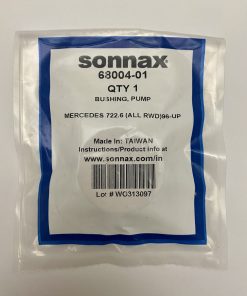 sonnax
68004-01
QTY 1
BUSHING, PUMP
MERCEDES 722.6 (ALL RWD)96-UP
Made in: TAIWAN
Instructions/Product info at
www.sonnax.com/in
Lot # WO313097